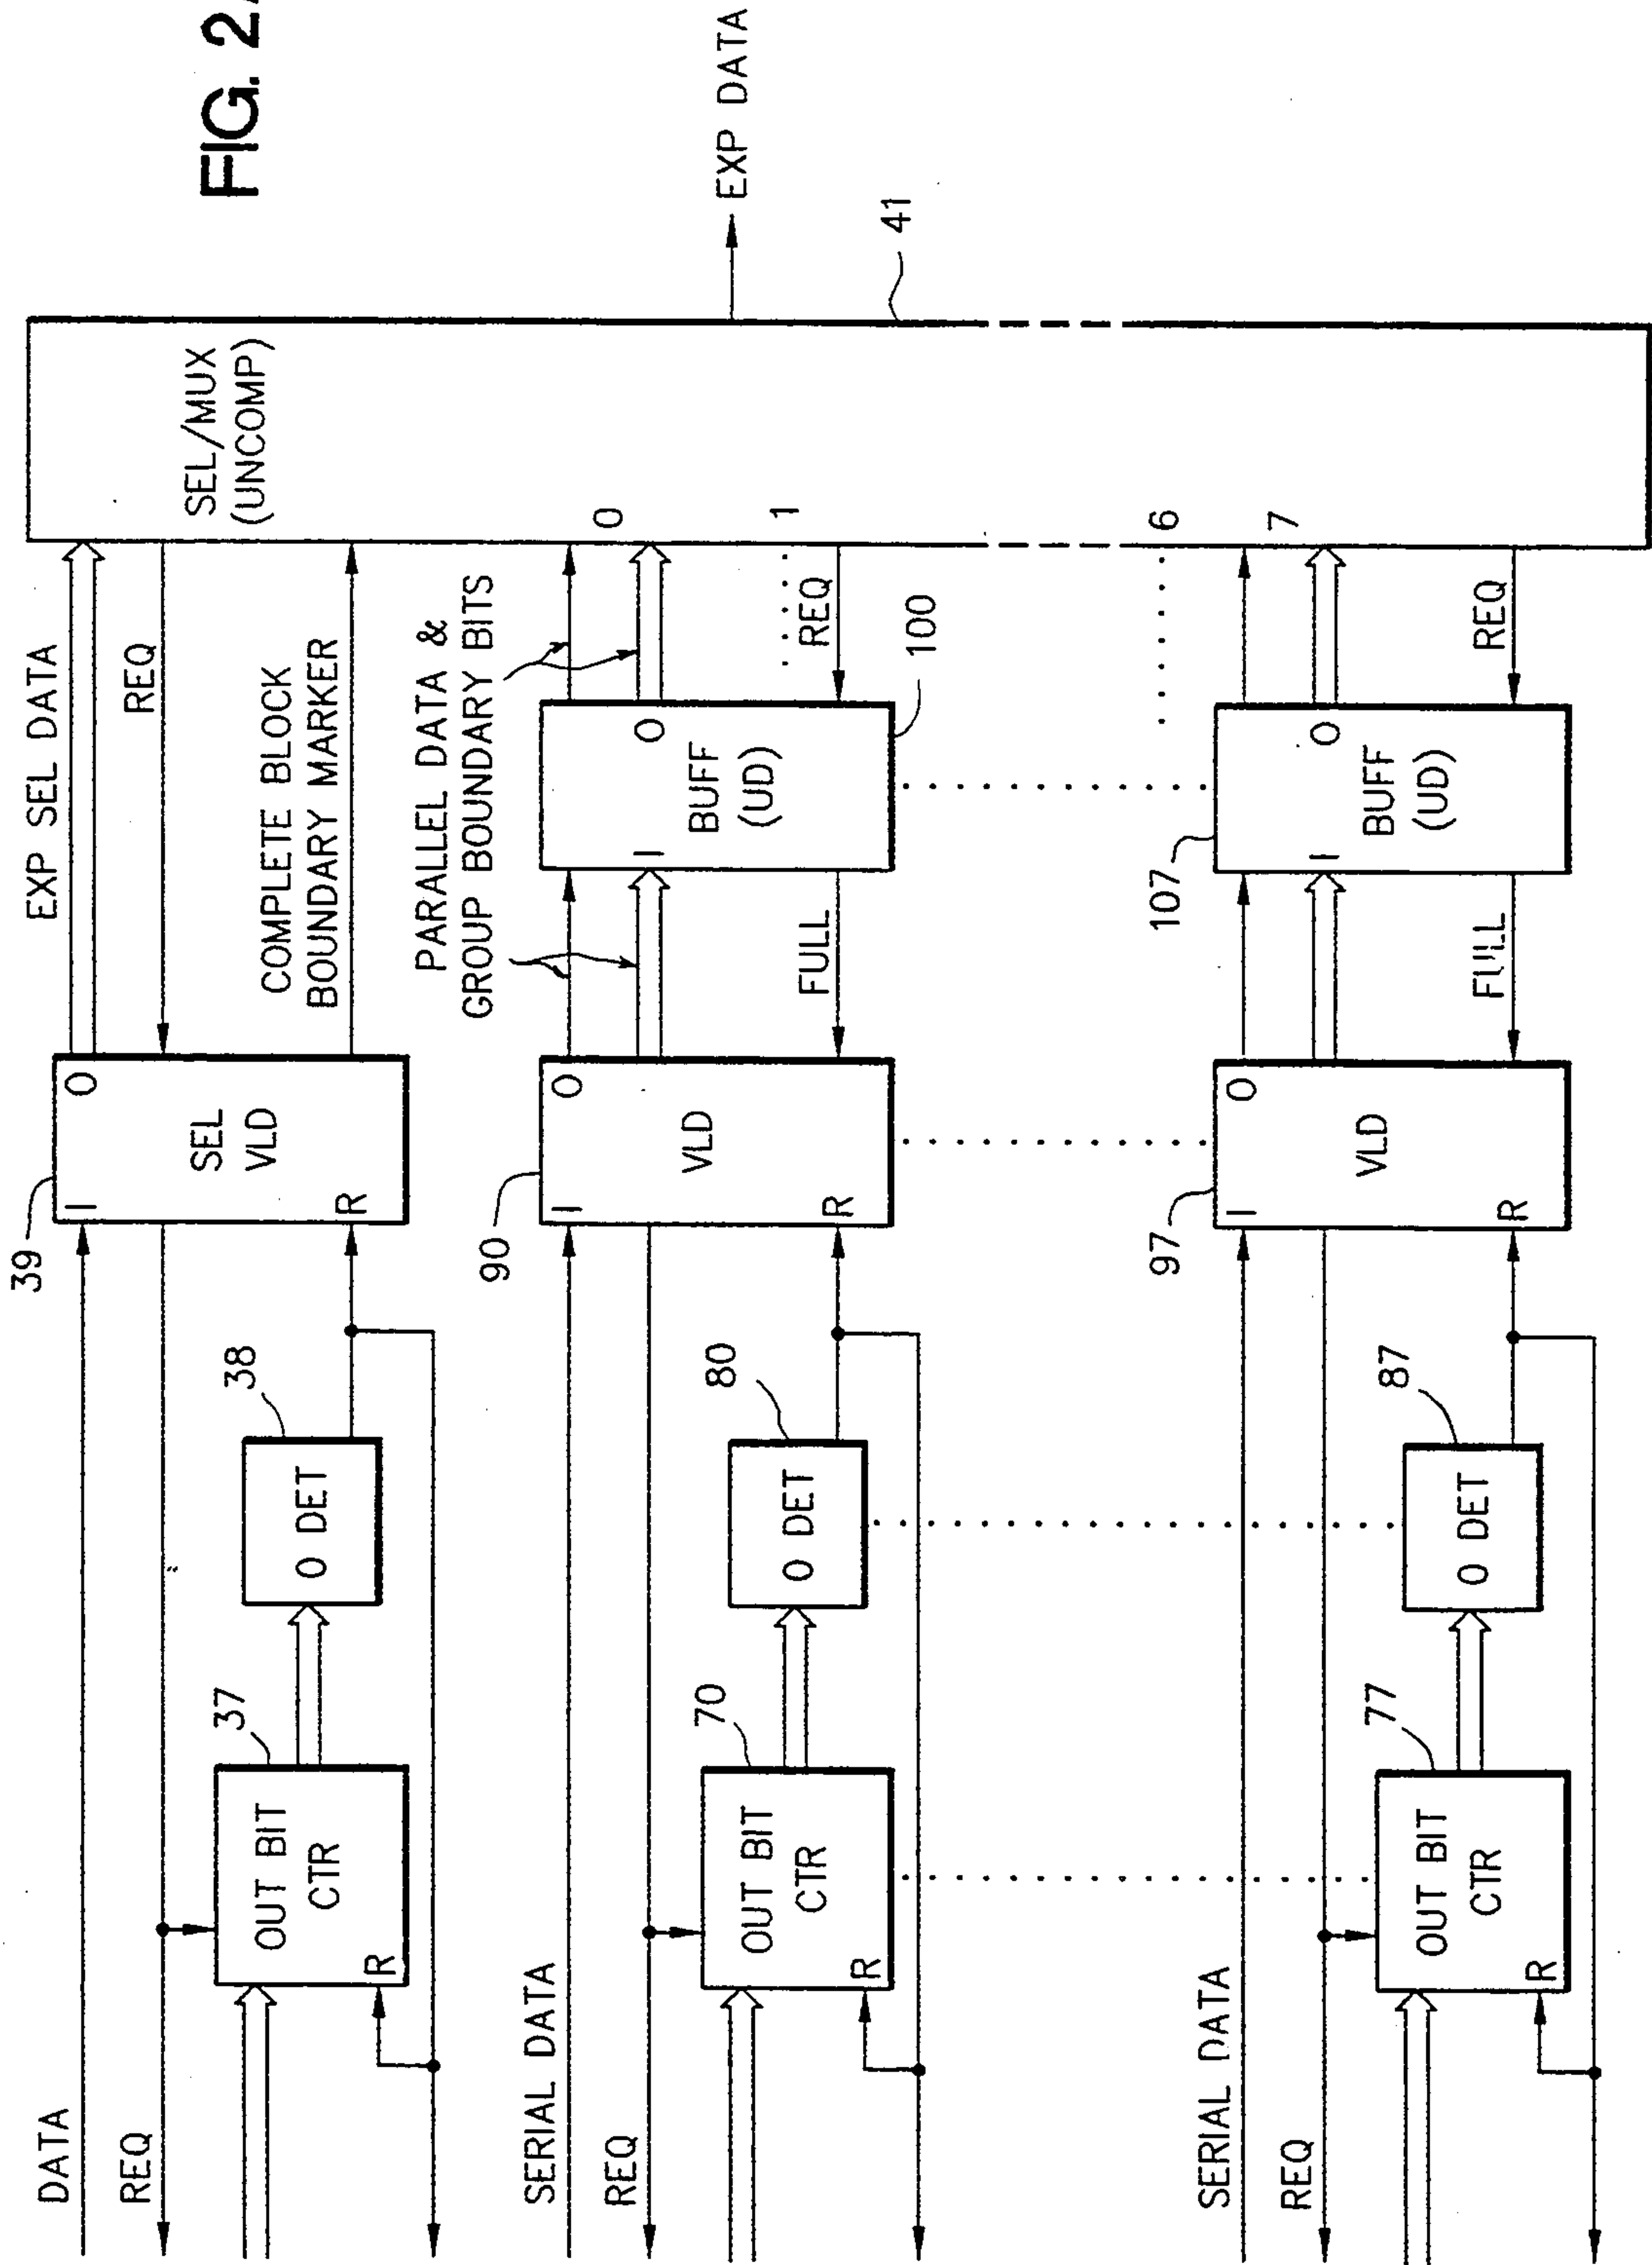 FIG. 2A
DATA
REQ
37
OUT BIT
CTR
R
38
0 DET
39
I
O
SEL
VLD
R
EXP SEL DATA
REQ
COMPLETE BLOCK
BOUNDARY MARKER
SEL/MUX
(UNCOMP)
EXP DATA
41
SERIAL DATA
REQ
70
OUT BIT
CTR
R
80
0 DET
90
I
O
VLD
R
PARALLEL DATA &
GROUP BOUNDARY BITS
FULL
I
O
BUFF
(UD)
100
REQ
0
1
6
7
SERIAL DATA
REQ
77
OUT BIT
CTR
R
87
0 DET
97
I
O
VLD
R
FULL
107
I
O
BUFF
(UD)
REQ